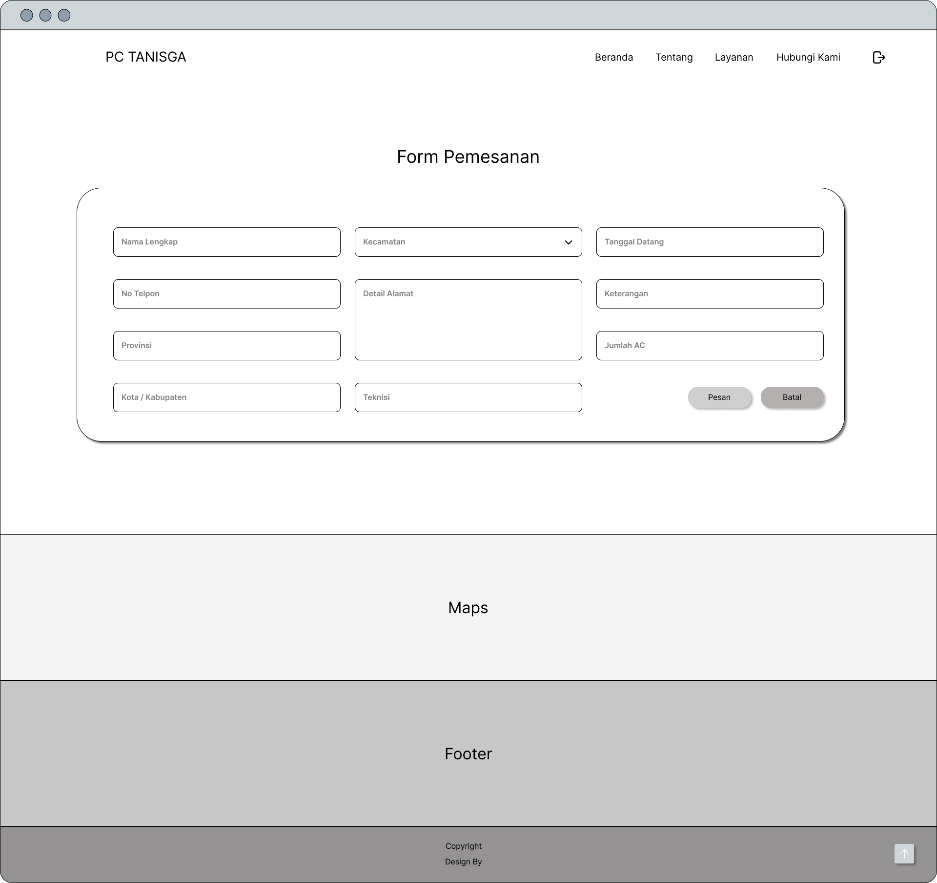 PC TANISGA
Beranda Tentang Layanan Hubungi Kami
Form Pemesanan
Nama Lengkap
Kecamatan
Tanggal Datang
No Telpon
Detail Alamat
Keterangan
Provinsi
Jumlah AC
Kota / Kabupaten
Teknisi
Pesan
Batal
Maps
Footer
Copyright
Design By